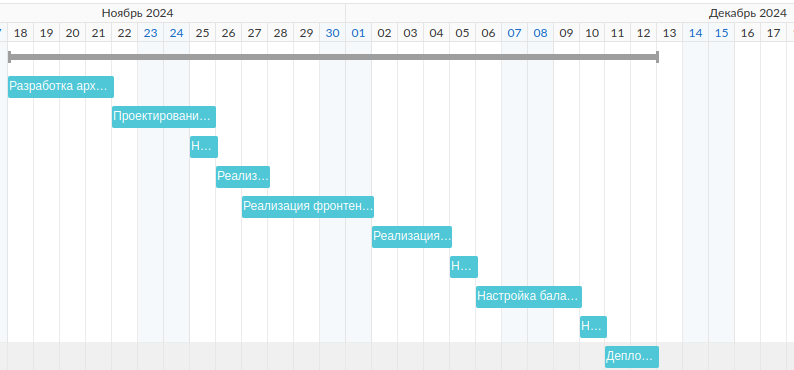 Ноябрь 2024 Декабрь 2024
18 19 20 21 22 23 24 25 26 27 28 29 30 01 02 03 04 05 06 07 08 09 10 11 12 13 14 15 16 17
Разработка арх...
Проектировани...
Н...
Реализ...
Реализация фронтен...
Реализация...
Н...
Настройка бала...
Н...
Депло...